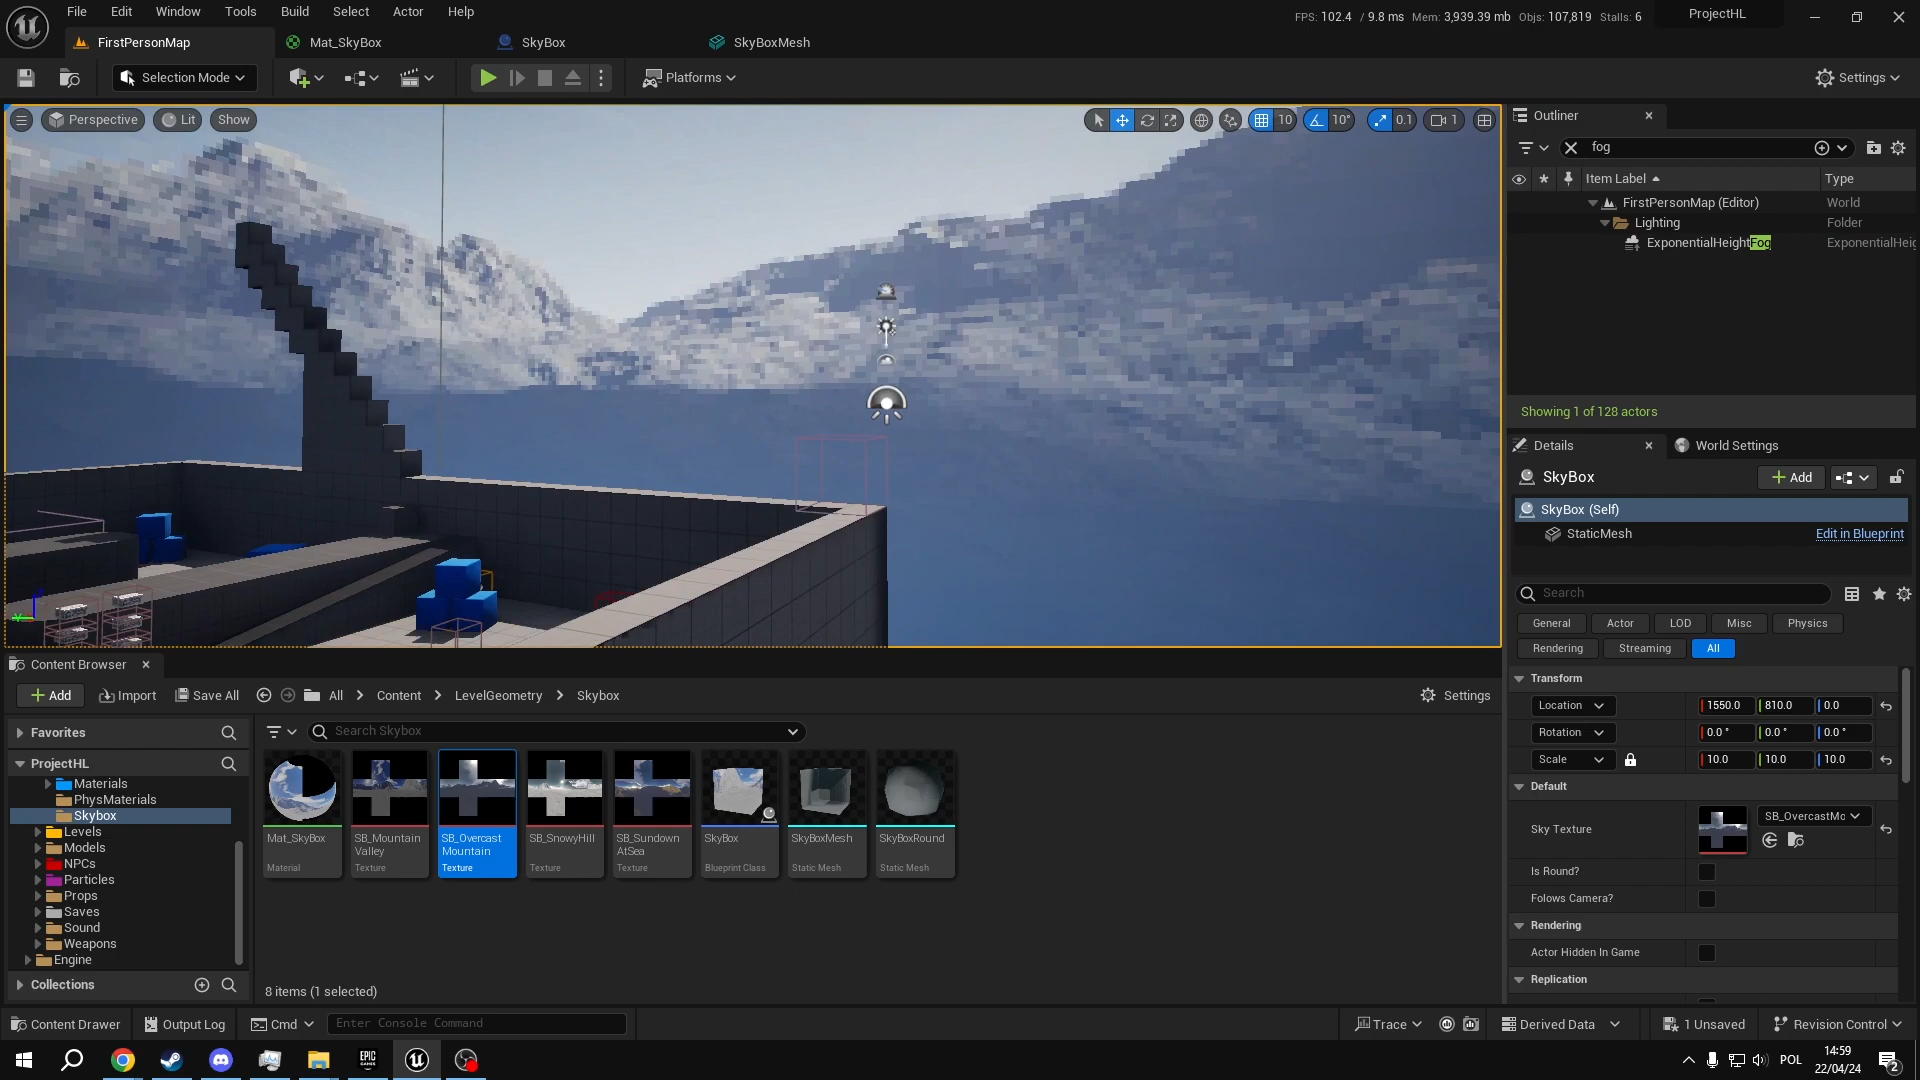 File Edit Window Tools Build Select Actor Help
FPS: 102.4 / 9.8 ms Mem: 3,939.39 mb Objs: 107,819 Stalls: 6
ProjectHL
FirstPersonMap
Mat_SkyBox
SkyBox
SkyBoxMesh
Selection Mode
Platforms
Settings
Perspective
Lit
Show
10
10°
0.1
1
Outliner
fog
Item Label
Type
FirstPersonMap (Editor)
World
Lighting
Folder
ExponentialHeightFog
ExponentialHeig
Showing 1 of 128 actors
Details
World Settings
SkyBox
Add
SkyBox (Self)
StaticMesh
Edit in Blueprint
Search
General
Actor
LOD
Misc
Physics
Rendering
Streaming
All
Transform
Location
1550.0
810.0
0.0
Rotation
0.0 °
0.0 °
0.0 °
Scale
10.0
10.0
10.0
Default
Sky Texture
SB_OvercastMo
Is Round?
Folows Camera?
Rendering
Actor Hidden In Game
Replication
Content Browser
Add
Import
Save All
All
Content
LevelGeometry
Skybox
Settings
Favorites
ProjectHL
Materials
PhysMaterials
Skybox
Levels
Models
NPCs
Particles
Props
Saves
Sound
Weapons
Engine
Collections
Search Skybox
Mat_SkyBox
Material
SB_Mountain
Valley
Texture
SB_Overcast
Mountain
Texture
SB_SnowyHill
Texture
SB_Sundown
AtSea
Texture
SkyBox
Blueprint Class
SkyBoxMesh
Static Mesh
SkyBoxRound
Static Mesh
8 items (1 selected)
Content Drawer
Output Log
Cmd
Enter Console Command
Trace
Derived Data
1 Unsaved
Revision Control
EPIC
GAMES
POL
14:59
22/04/24
2